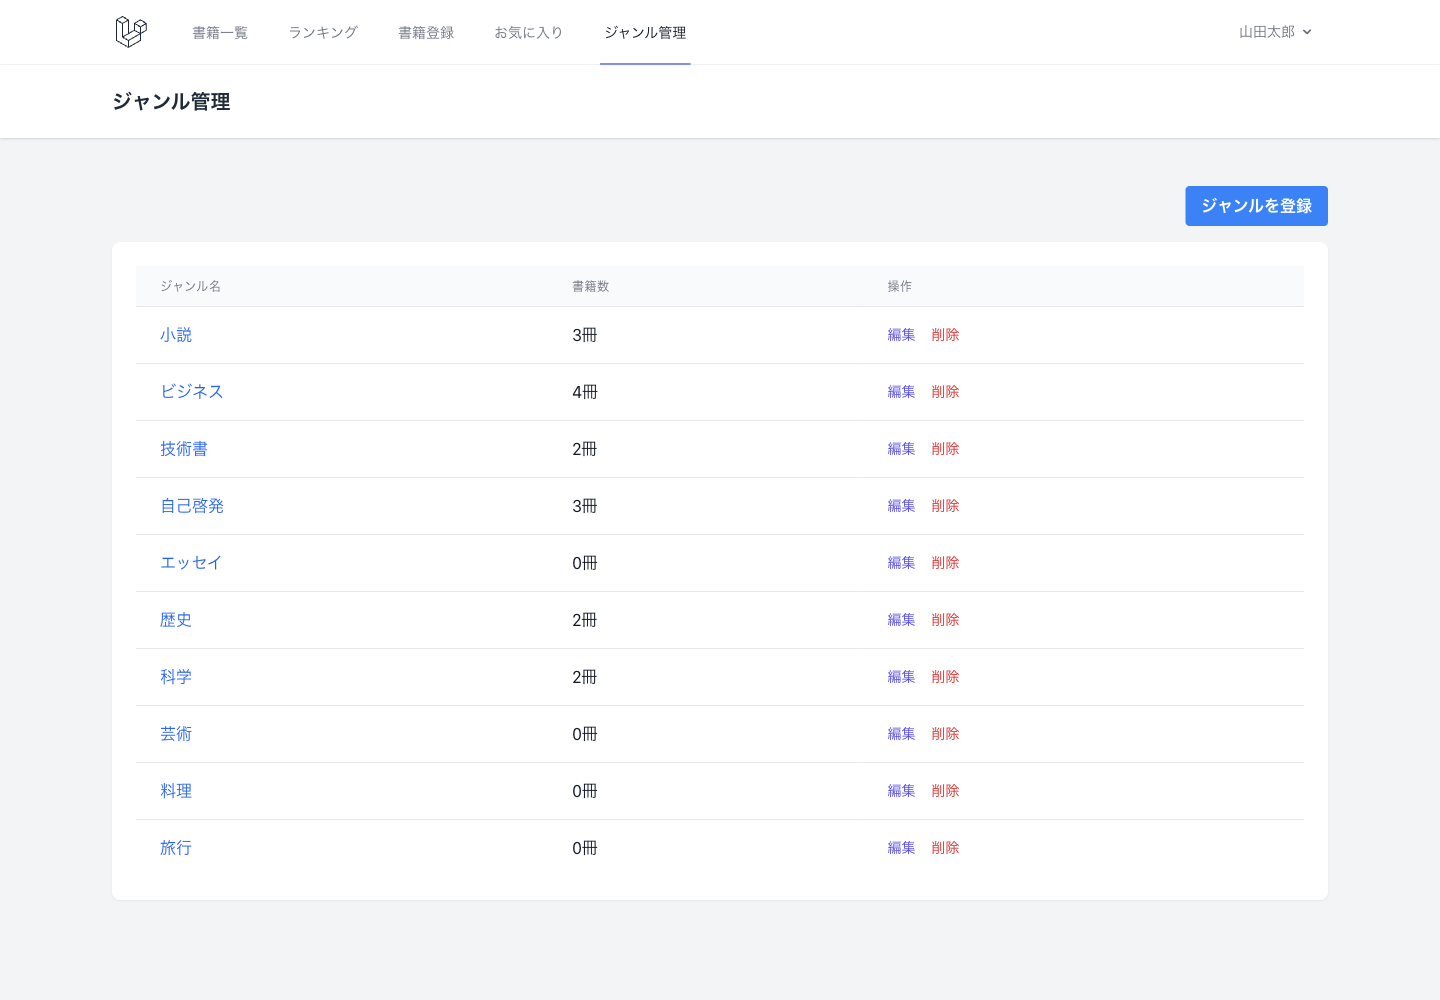 書籍一覧 ランキング 書籍登録 お気に入り ジャンル管理 山田太郎
ジャンル管理
ジャンルを登録
ジャンル名 書籍数 操作
小説 3冊 編集 削除
ビジネス 4冊 編集 削除
技術書 2冊 編集 削除
自己啓発 3冊 編集 削除
エッセイ 0冊 編集 削除
歴史 2冊 編集 削除
科学 2冊 編集 削除
芸術 0冊 編集 削除
料理 0冊 編集 削除
旅行 0冊 編集 削除